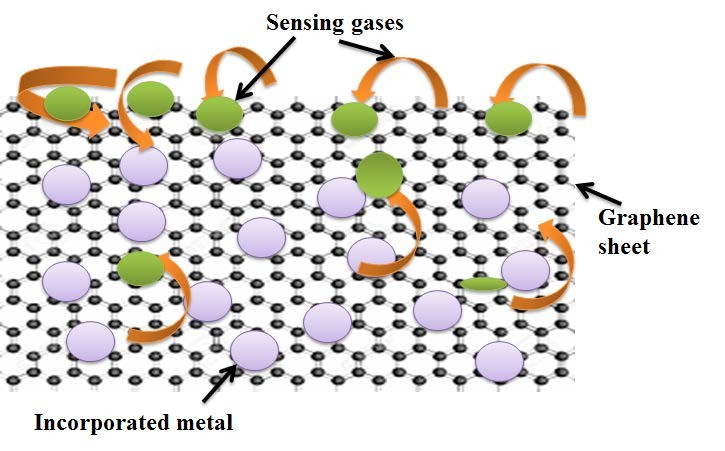 Sensing gases
Graphene
sheet
Incorporated metal